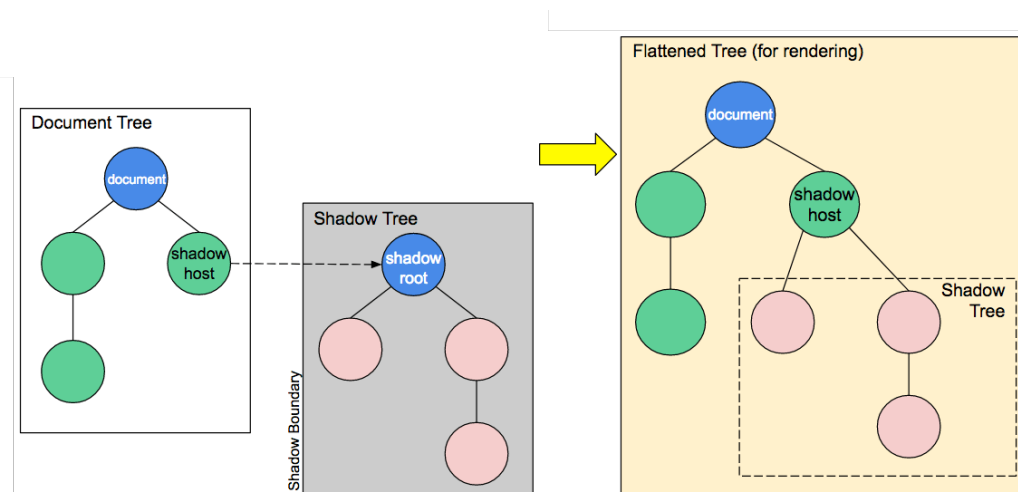 Document Tree
document
shadow
host
Shadow Tree
shadow
root
Shadow Boundary
Flattened Tree (for rendering)
document
shadow
host
Shadow
Tree